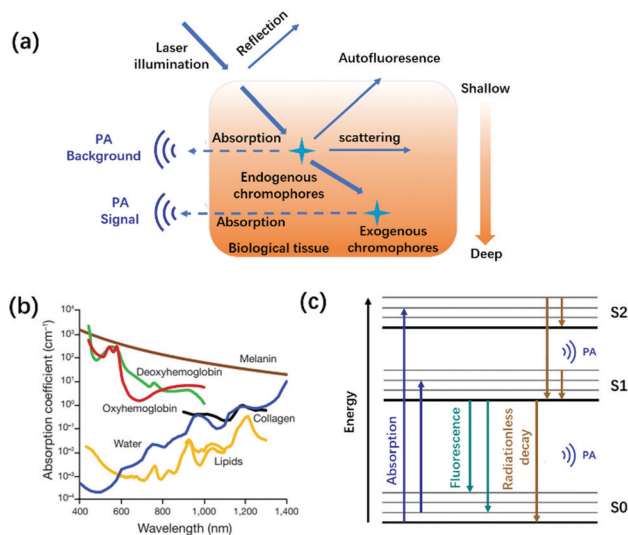 (a)
Laser
illumination
Reflection
Autofluoresence
Shallow
PA
Background
Absorption
scattering
Endogenous
chromophores
PA
Signal
Absorption
Exogenous
chromophores
Biological tissue
Deep
(b)
Absorption coefficient (cm⁻¹)
10⁴
10³
10²
10¹
10⁰
10⁻¹
10⁻²
10⁻³
10⁻⁴
Melanin
Deoxyhemoglobin
Oxyhemoglobin
Collagen
Water
Lipids
400 600 800 1,000 1,200 1,400
Wavelength (nm)
(c)
Energy
S2
PA
S1
Absorption
Fluorescence
Radiationless
decay
PA
S0